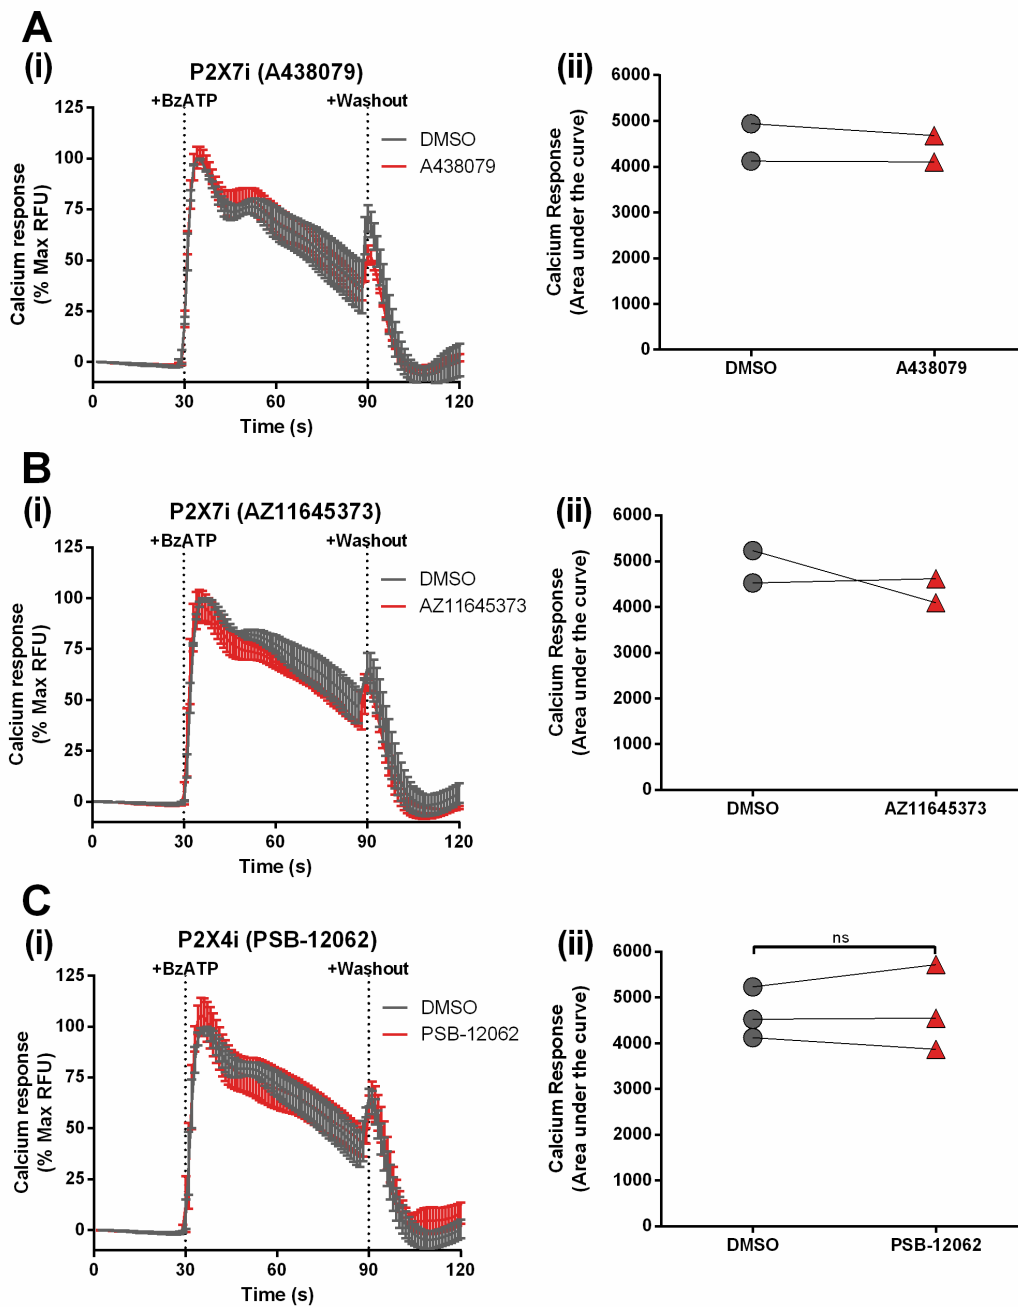 A
(i)
P2X7i (A438079)
+BzATP
+Washout
DMSO
A438079
Calcium response
(% Max RFU)
125
100
75
50
25
0
0 30 60 90 120
Time (s)
(ii)
Calcium Response
(Area under the curve)
6000
5000
4000
3000
2000
1000
0
DMSO A438079
B
(i)
P2X7i (AZ11645373)
+BzATP
+Washout
DMSO
AZ11645373
Calcium response
(% Max RFU)
125
100
75
50
25
0
0 30 60 90 120
Time (s)
(ii)
Calcium Response
(Area under the curve)
6000
5000
4000
3000
2000
1000
0
DMSO AZ11645373
C
(i)
P2X4i (PSB-12062)
+BzATP
+Washout
DMSO
PSB-12062
Calcium response
(% Max RFU)
125
100
75
50
25
0
0 30 60 90 120
Time (s)
(ii)
ns
Calcium Response
(Area under the curve)
6000
5000
4000
3000
2000
1000
0
DMSO PSB-12062